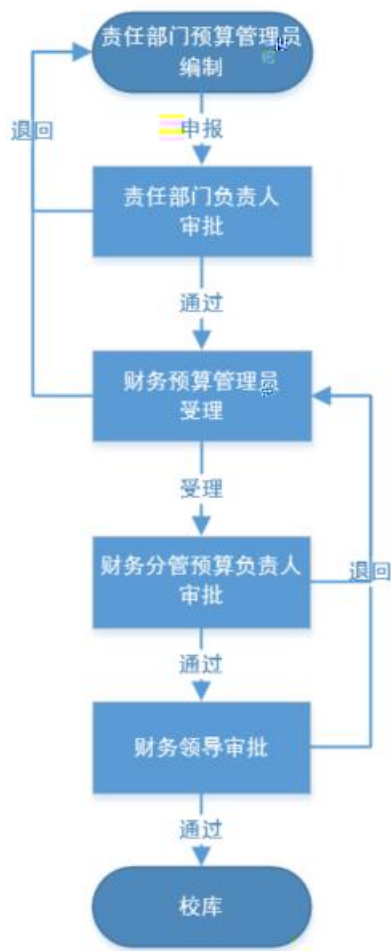 责任部门预算管理员
编制
退回
申报
责任部门负责人
审批
通过
财务预算管理员
受理
受理
财务分管预算负责人
审批
退回
通过
财务领导审批
通过
校库